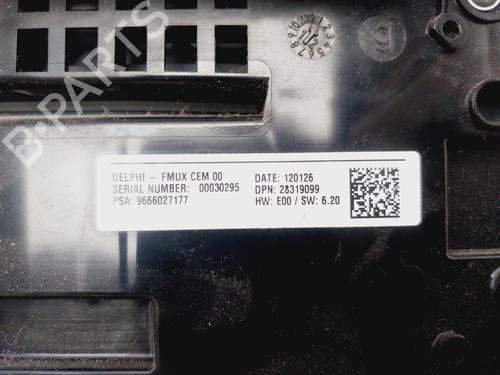 B-PARTS
DELPHI - FMUX CEM 00
SERIAL NUMBER: 00030295
PSA: 9666027177
DATE: 120126
DPN: 28319099
HW: E00 / SW: 6.20